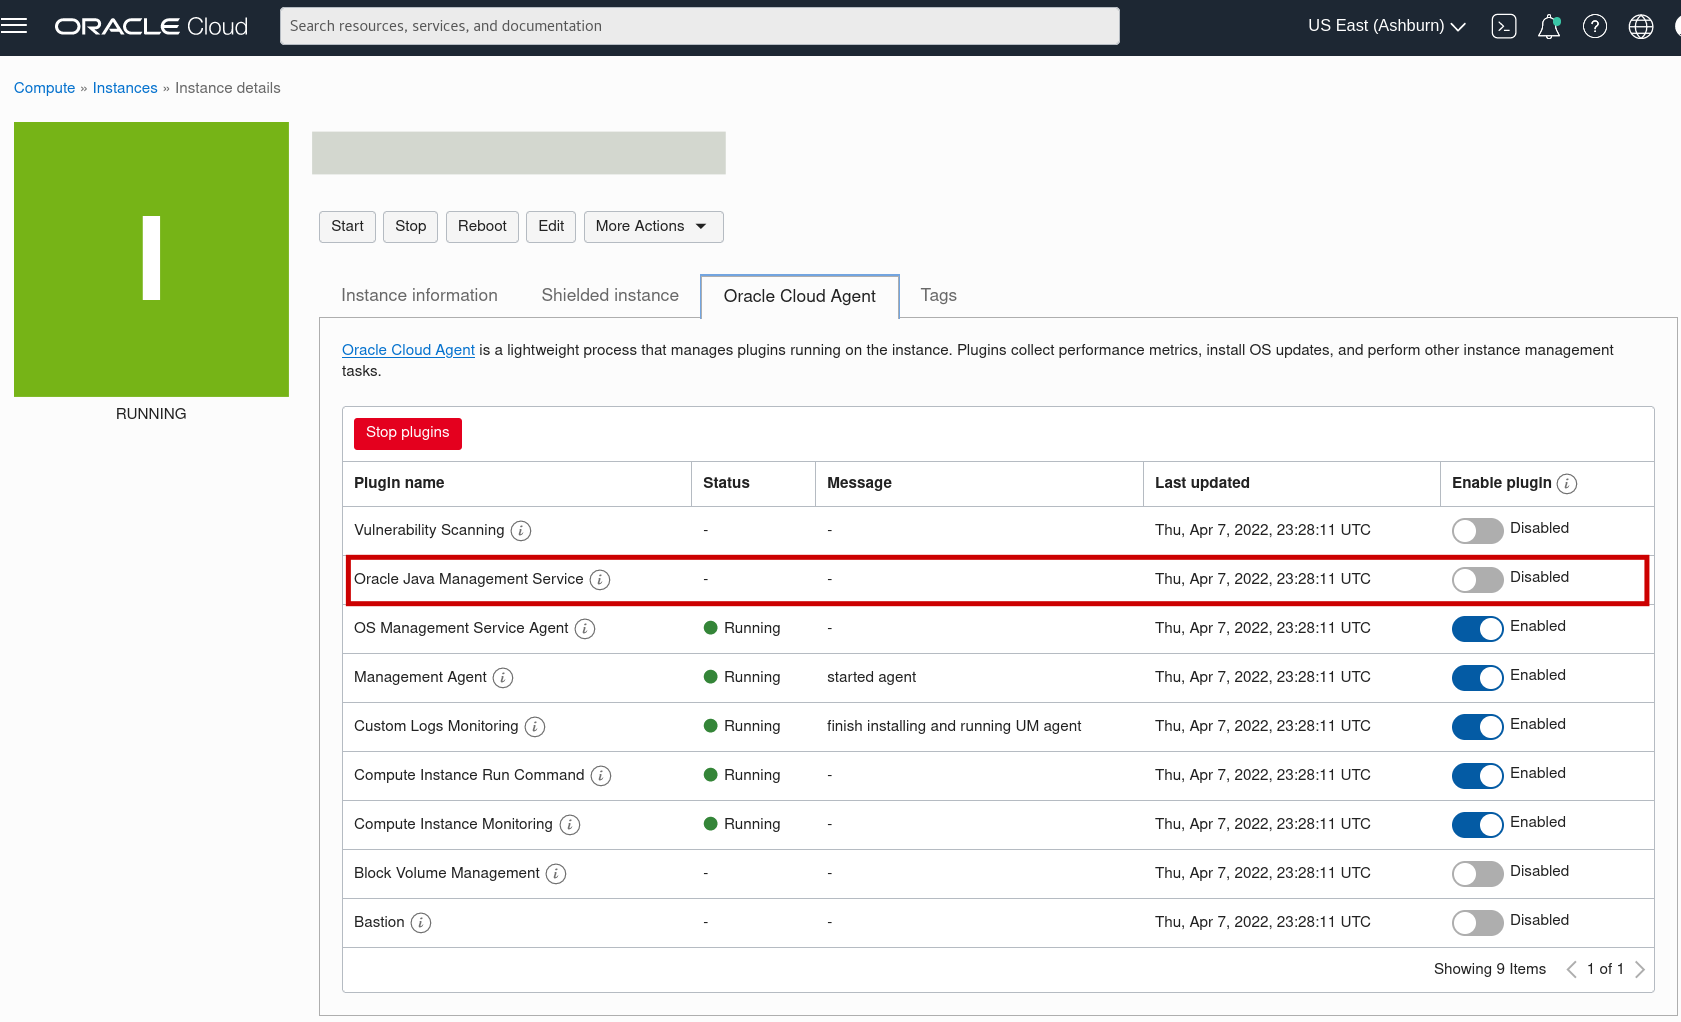 ORACLE Cloud
Search resources, services, and documentation
US East (Ashburn)
Compute » Instances » Instance details
I
RUNNING
Start Stop Reboot Edit More Actions
Instance information Shielded instance Oracle Cloud Agent Tags
Oracle Cloud Agent is a lightweight process that manages plugins running on the instance. Plugins collect performance metrics, install OS updates, and perform other instance management
tasks.
Stop plugins
Plugin name Status Message Last updated Enable plugin i
Vulnerability Scanning i - - Thu, Apr 7, 2022, 23:28:11 UTC Disabled
Oracle Java Management Service i - - Thu, Apr 7, 2022, 23:28:11 UTC Disabled
OS Management Service Agent i Running - Thu, Apr 7, 2022, 23:28:11 UTC Enabled
Management Agent i Running started agent Thu, Apr 7, 2022, 23:28:11 UTC Enabled
Custom Logs Monitoring i Running finish installing and running UM agent Thu, Apr 7, 2022, 23:28:11 UTC Enabled
Compute Instance Run Command i Running - Thu, Apr 7, 2022, 23:28:11 UTC Enabled
Compute Instance Monitoring i Running - Thu, Apr 7, 2022, 23:28:11 UTC Enabled
Block Volume Management i - - Thu, Apr 7, 2022, 23:28:11 UTC Disabled
Bastion i - - Thu, Apr 7, 2022, 23:28:11 UTC Disabled
Showing 9 Items 1 of 1